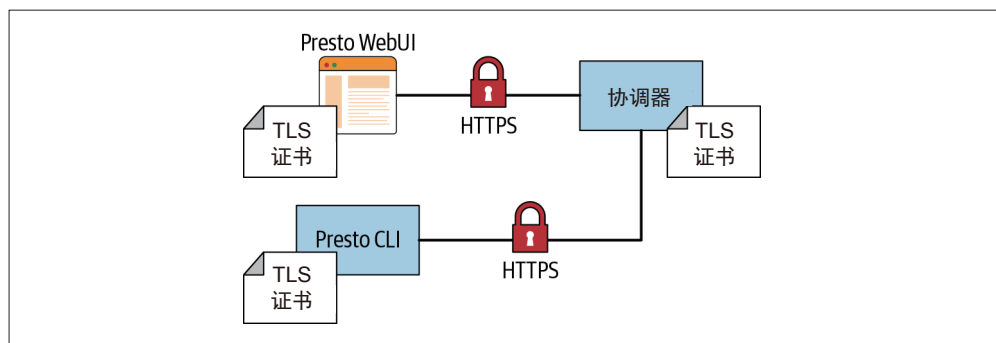 Presto WebUI
TLS
证书
HTTPS
协调器
TLS
证书
Presto CLI
TLS
证书
HTTPS